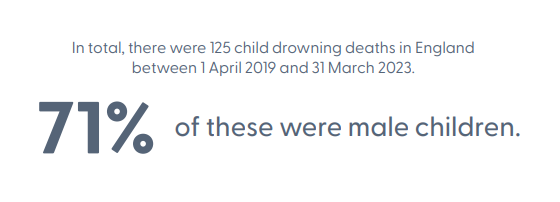 In total, there were 125 child drowning deaths in England
between 1 April 2019 and 31 March 2023.
71% of these were male children.